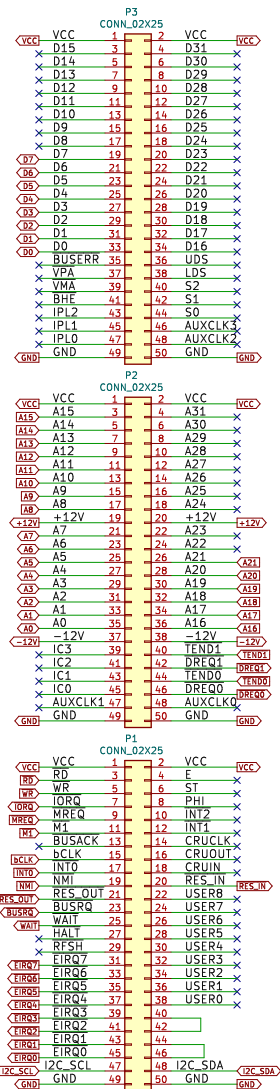 P3
CONN_02X25
VCC VCC 1 2 VCC VCC
D15 3 4 D31
D14 5 6 D30
D13 7 8 D29
D12 9 10 D28
D11 11 12 D27
D10 13 14 D26
D9 15 16 D25
D8 17 18 D24
D7 D7 19 20 D23
D6 D6 21 22 D22
D5 D5 23 24 D21
D4 D4 25 26 D20
D3 D3 27 28 D19
D2 D2 29 30 D18
D1 D1 31 32 D17
D0 D0 33 34 D16
BUSERR 35 36 UDS
VPA 37 38 LDS
VMA 39 40 S2
BHE 41 42 S1
IPL2 43 44 S0
IPL1 45 46 AUXCLK3
IPL0 47 48 AUXCLK2
GND GND 49 50 GND GND
P2
CONN_02X25
VCC VCC 1 2 VCC VCC
A15 A15 3 4 A31
A14 A14 5 6 A30
A13 A13 7 8 A29
A12 A12 9 10 A28
A11 A11 11 12 A27
A10 A10 13 14 A26
A9 A9 15 16 A25
A8 A8 17 18 A24
+12V +12V 19 20 +12V +12V
A7 A7 21 22 A23
A6 A6 23 24 A22
A5 A5 25 26 A21 A21
A4 A4 27 28 A20 A20
A3 A3 29 30 A19 A19
A2 A2 31 32 A18 A18
A1 A1 33 34 A17 A17
A0 A0 35 36 A16 A16
-12V -12V 37 38 -12V -12V
IC3 39 40 TEND1 TEND1
IC2 41 42 DREQ1 DREQ1
IC1 43 44 TEND0 TEND0
IC0 45 46 DREQ0 DREQ0
AUXCLK1 47 48 AUXCLK0
GND GND 49 50 GND GND
P1
CONN_02X25
VCC VCC 1 2 VCC VCC
RD RD 3 4 E
WR WR 5 6 ST
IORQ IORQ 7 8 PHI
MREQ MREQ 9 10 INT2
M1 M1 11 12 INT1
BUSACK 13 14 CRUCLK
bCLK bCLK 15 16 CRUOUT
INT0 INT0 17 18 CRUIN
NMI NMI 19 20 RES_IN RES_IN
RES_OUT RES_OUT 21 22 USER8
BUSRQ BUSRQ 23 24 USER7
WAIT WAIT 25 26 USER6
HALT 27 28 USER5
RFSH 29 30 USER4
EIRQ7 EIRQ7 31 32 USER3
EIRQ6 EIRQ6 33 34 USER2
EIRQ5 EIRQ5 35 36 USER1
EIRQ4 EIRQ4 37 38 USER0
EIRQ3 EIRQ3 39 40
EIRQ2 EIRQ2 41 42
EIRQ1 EIRQ1 43 44
EIRQ0 EIRQ0 45 46
I2C_SCL I2C_SCL 47 48 I2C_SDA I2C_SDA
GND GND 49 50 GND GND